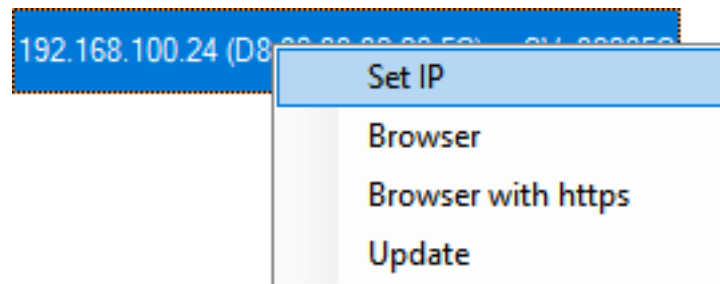 192.168.100.24 (D8
Set IP
Browser
Browser with https
Update